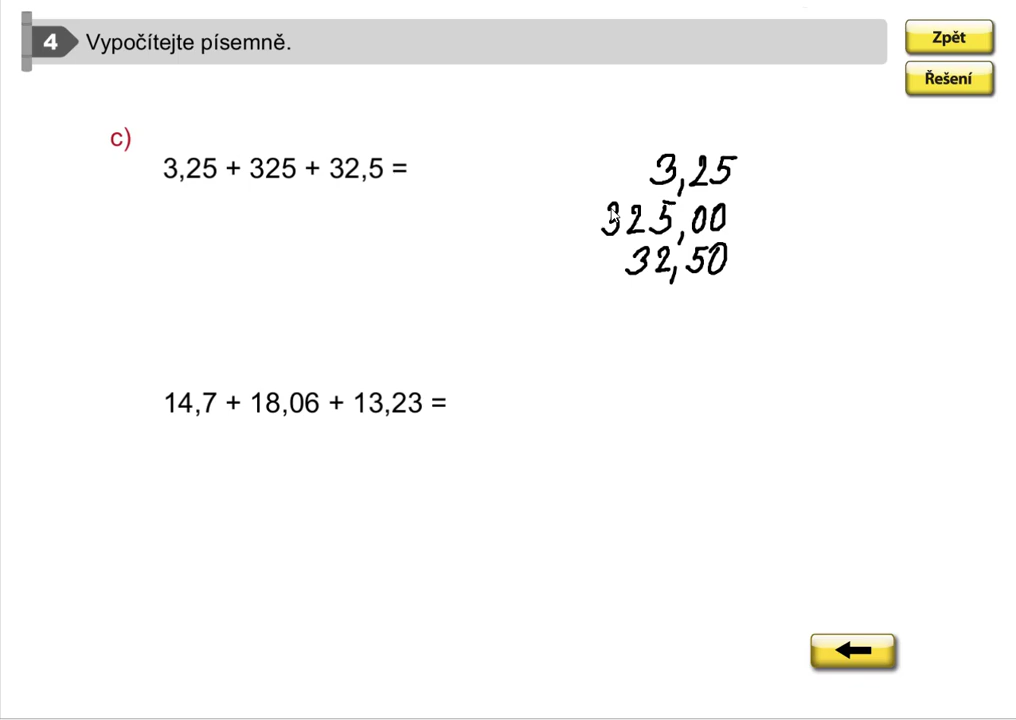 4 Vypočítejte písemně.
Zpět
Řešení
c)
3,25 + 325 + 32,5 =
3,25
325,00
32,50
14,7 + 18,06 + 13,23 =